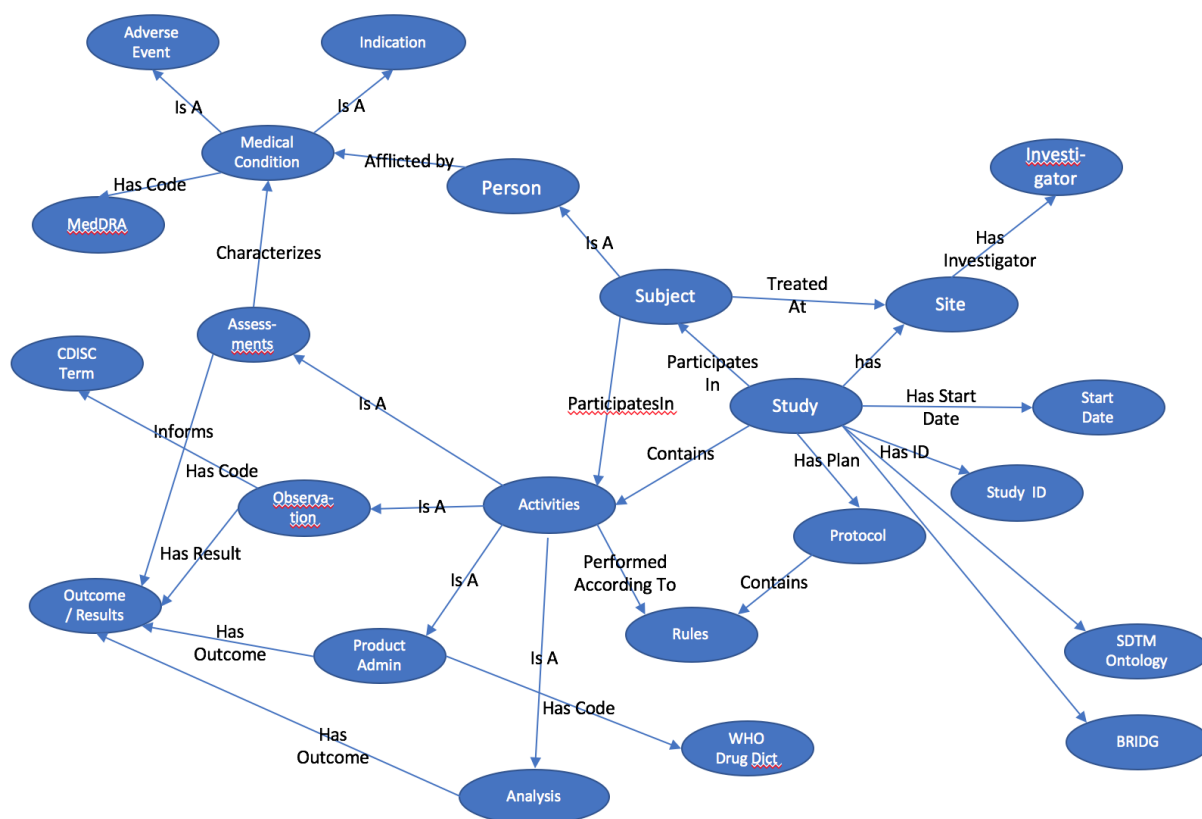 Adverse
Event
Indication
Is A
Is A
Medical
Condition
Afflicted by
Investi-
gator
Has Code
Person
MedDRA
Has
Investigator
Is A
Characterizes
Treated
At
Subject
Site
Assess-
ments
CDISC
Term
Participates
In
has
Is A
ParticipatesIn
Study
Has Start
Date
Start
Date
Informs
Contains
Has Plan
Has ID
Has Code
Study ID
Observa-
tion
Is A
Activities
Protocol
Has Result
Performed
According To
Is A
Contains
Outcome
/ Results
Has
Outcome
Product
Admin
Rules
SDTM
Ontology
Is A
Has Code
Has
Outcome
WHO
Drug Dict
BRIDG
Analysis